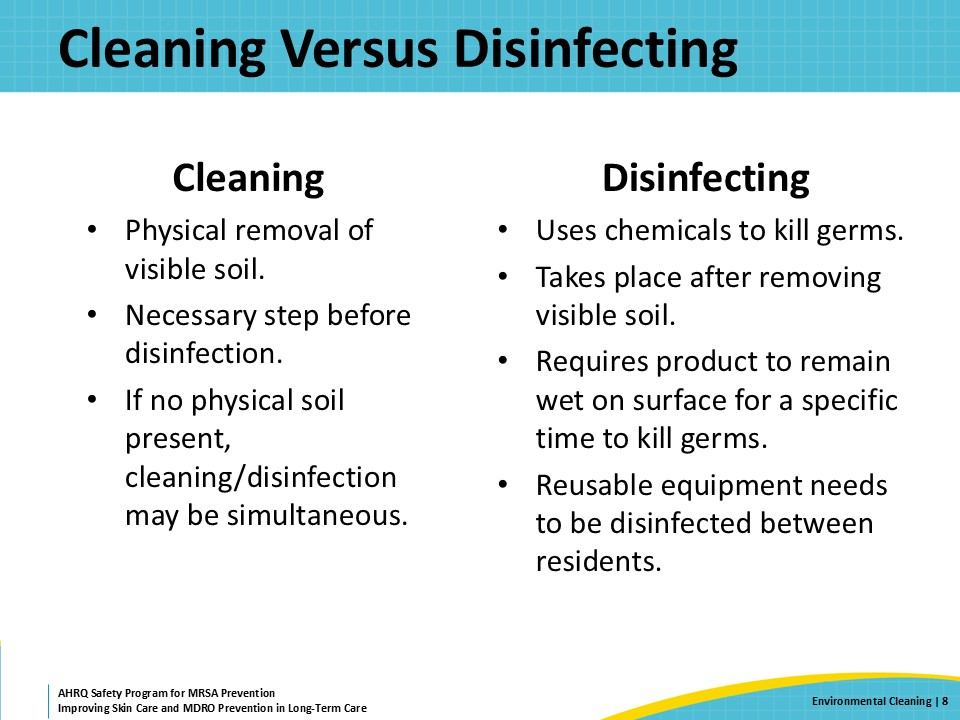 Cleaning Versus Disinfecting
Cleaning
• Physical removal of
visible soil.
• Necessary step before
disinfection.
• If no physical soil
present,
cleaning/disinfection
may be simultaneous.
Disinfecting
• Uses chemicals to kill germs.
• Takes place after removing
visible soil.
• Requires product to remain
wet on surface for a specific
time to kill germs.
• Reusable equipment needs
to be disinfected between
residents.
AHRQ Safety Program for MRSA Prevention
Improving Skin Care and MDRO Prevention in Long-Term Care
Environmental Cleaning | 8